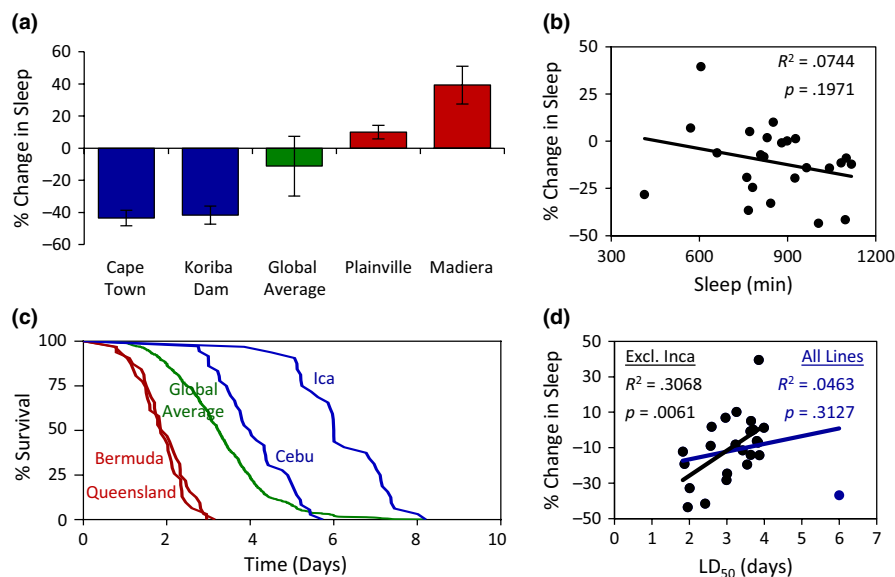 (a)
% Change in Sleep
60
40
20
0
–20
–40
–60
Cape Town
Koriba Dam
Global Average
Plainville
Madiera
(b)
% Change in Sleep
50
25
0
–25
–50
R² = .0744
p = .1971
300 600 900 1200
Sleep (min)
(c)
% Survival
100
75
50
25
0
Global
Average
Ica
Cebu
Bermuda
Queensland
0 2 4 6 8 10
Time (Days)
(d)
% Change in Sleep
50
30
10
–10
–30
–50
Excl. Inca
R² = .3068
p = .0061
All Lines
R² = .0463
p = .3127
0 1 2 3 4 5 6 7
LD₅₀ (days)